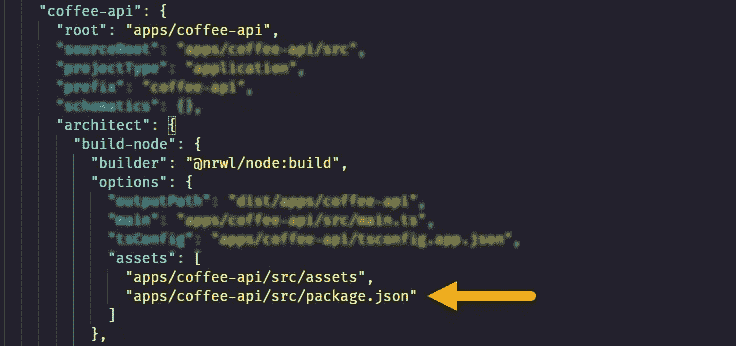 "coffee-api": {
"root": "apps/coffee-api",
"sourceRoot": "apps/coffee-api/src",
"projectType": "application",
"prefix": "coffee-api",
"schematics": {},
"architect": {
"build-node": {
"builder": "@nrwl/node:build",
"options": {
"outputPath": "dist/apps/coffee-api",
"main": "apps/coffee-api/src/main.ts",
"tsConfig": "apps/coffee-api/tsconfig.app.json",
"assets": [
"apps/coffee-api/src/assets",
"apps/coffee-api/src/package.json"
]
},